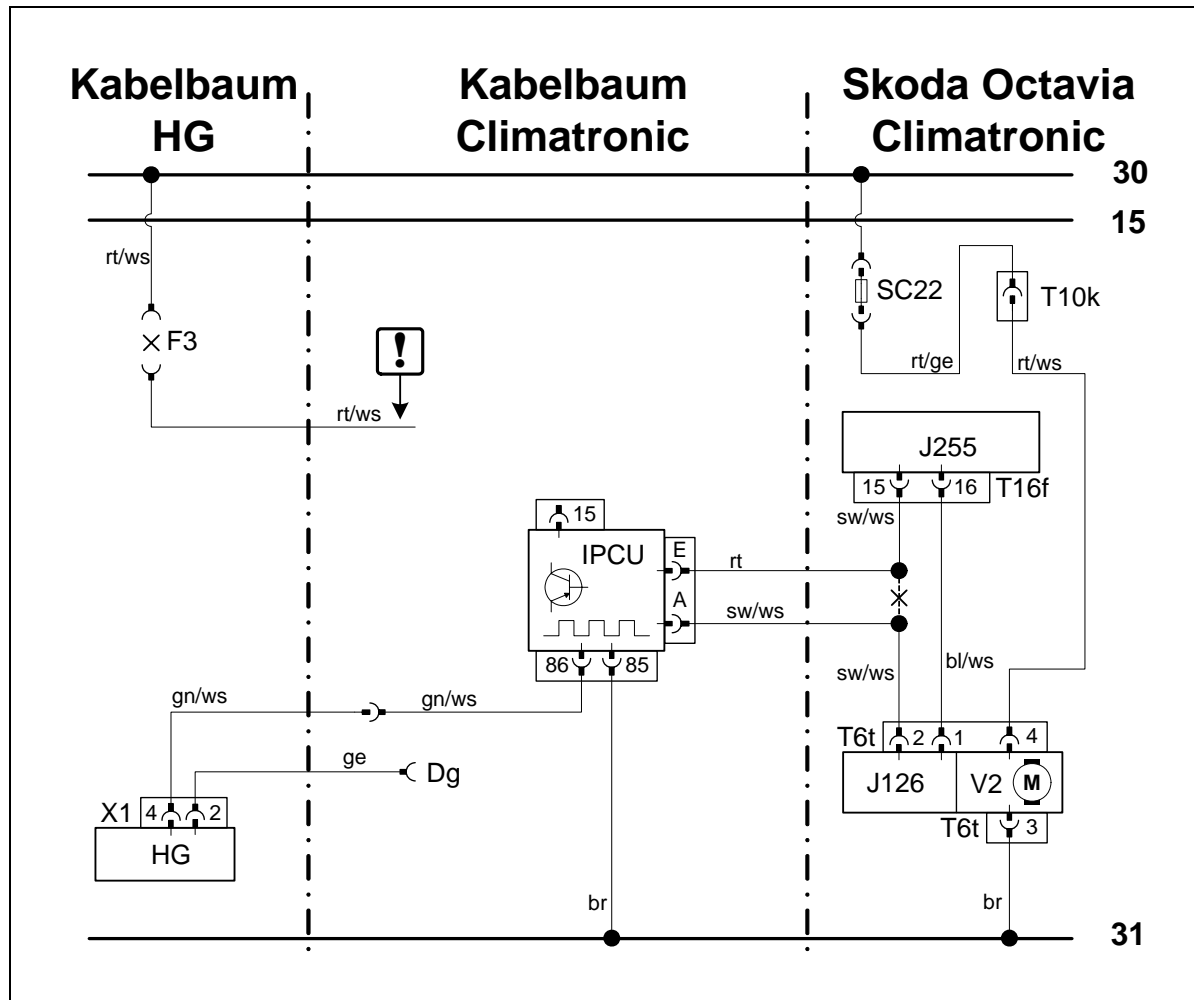 Kabelbaum
HG
Kabelbaum
Climatronic
Skoda Octavia
Climatronic
30
15
rt/ws
F3
rt/ws
!
SC22
T10k
rt/ge
rt/ws
J255
15
16
T16f
sw/ws
15
IPCU
E
rt
A
sw/ws
86
85
bl/ws
sw/ws
gn/ws
gn/ws
ge
Dg
T6t
2
1
4
J126
V2
M
X1
4
2
HG
T6t
3
br
br
31